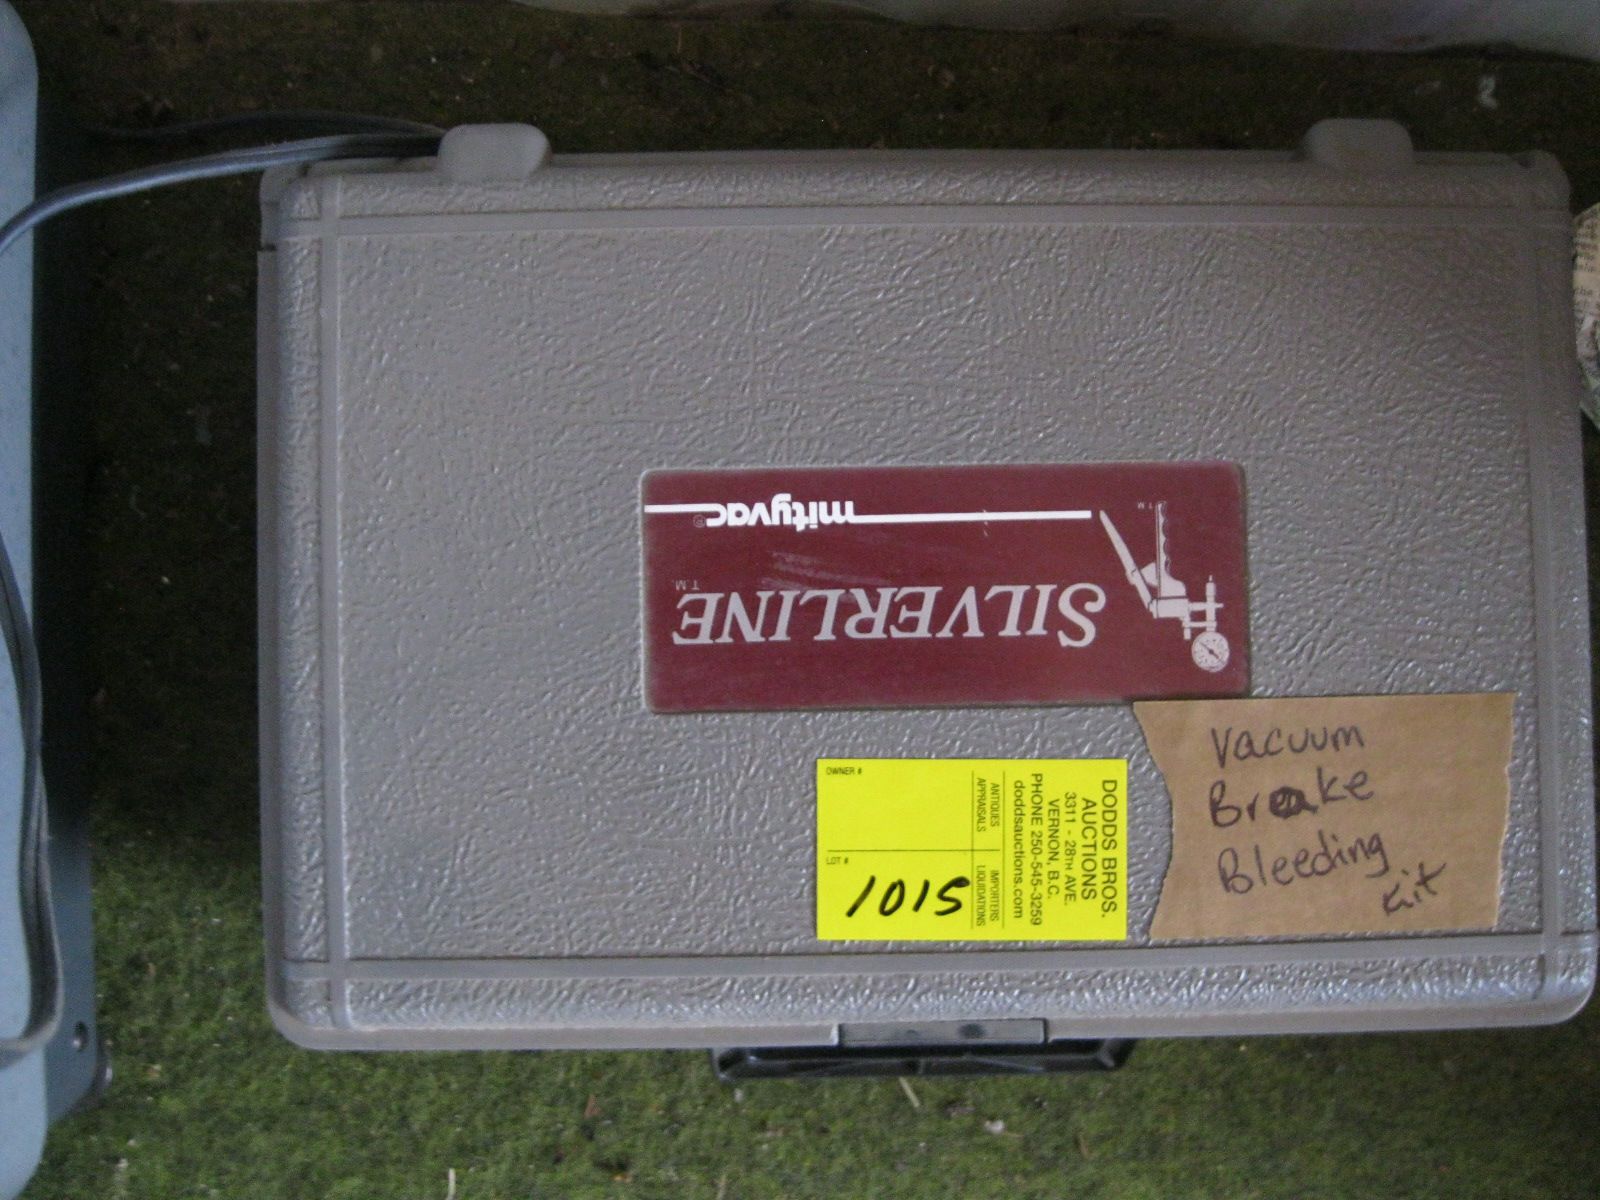 mityvac®
SILVERLINE T.M.
T.M.
Vacuum
Brake
Bleeding
Kit
DODDS BROS.
AUCTIONS
3311 - 28TH AVE.
VERNON, B.C.
PHONE 250-545-3259
doddsauctions.com
ANTIQUES
APPRAISALS
IMPORTERS
LIQUIDATIONS
OWNER #
LOT #
1015